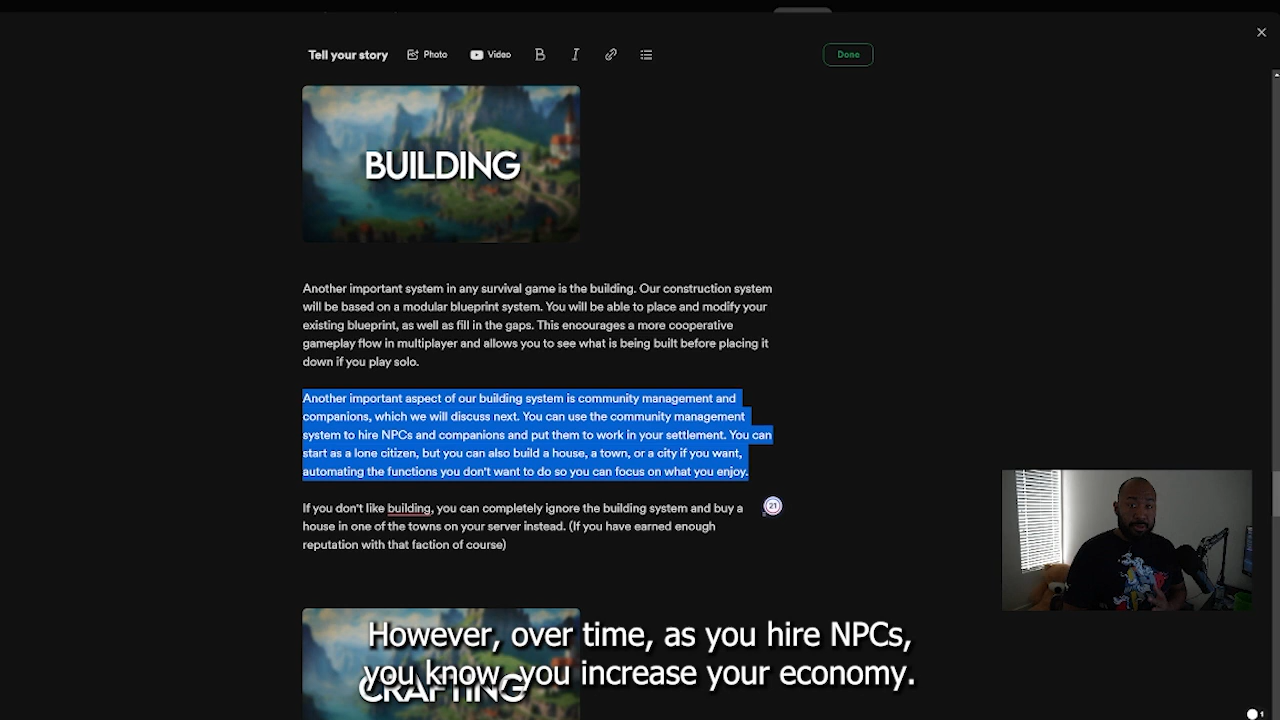 Tell your story
Photo
Video
B
I
Done
BUILDING
Another important system in any survival game is the building. Our construction system
will be based on a modular blueprint system. You will be able to place and modify your
existing blueprint, as well as fill in the gaps. This encourages a more cooperative
gameplay flow in multiplayer and allows you to see what is being built before placing it
down if you play solo.
Another important aspect of our building system is community management and
companions, which we will discuss next. You can use the community management
system to hire NPCs and companions and put them to work in your settlement. You can
start as a lone citizen, but you can also build a house, a town, or a city if you want,
automating the functions you don't want to do so you can focus on what you enjoy.
If you don't like building, you can completely ignore the building system and buy a
house in one of the towns on your server instead. (If you have earned enough
reputation with that faction of course)
21
CRAFTING
However, over time, as you hire NPCs,
you know, you increase your economy.
1